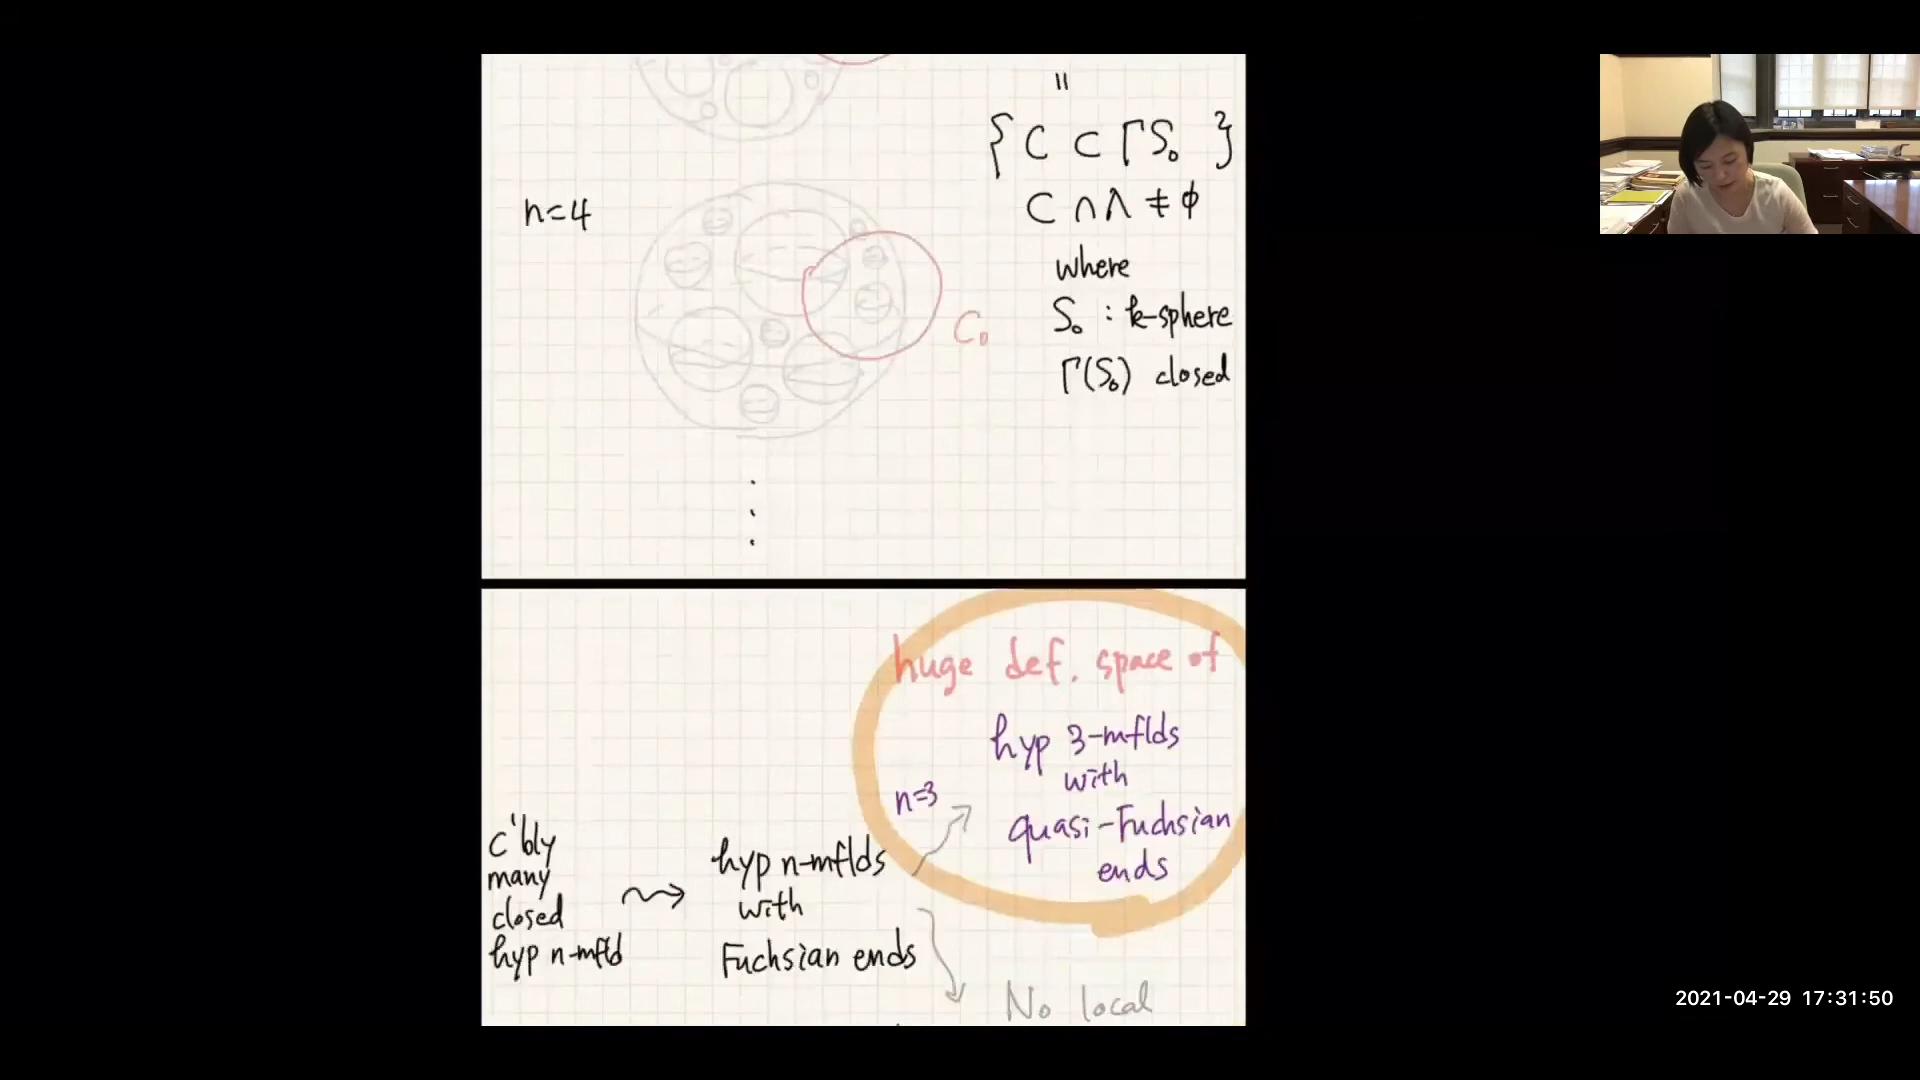 "
{ C ⊂ ΓS₀ }
C ∩ Λ ≠ ϕ
n=4
where
S₀ : k-sphere
C₀
Γ(S₀) closed
huge def. space of
hyp 3-mflds
with
n=3
quasi-Fuchsian
ends
c'bly
many
closed
hyp n-mfld
hyp n-mflds
with
Fuchsian ends
No local
2021-04-29 17:31:50